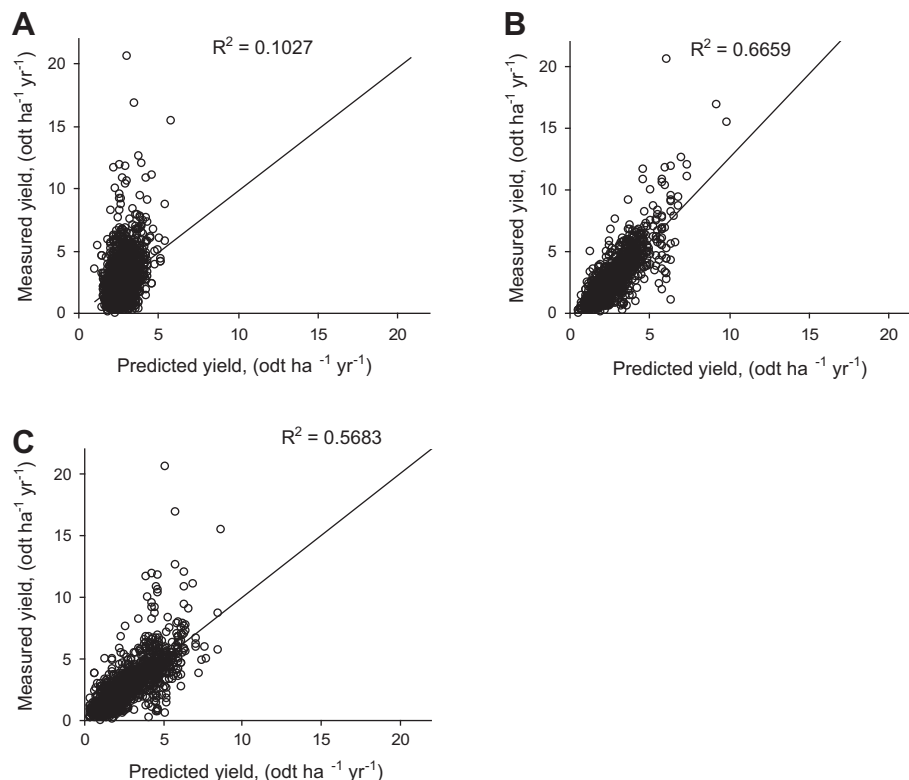 A
R² = 0.1027
Measured yield, (odt ha⁻¹ yr⁻¹)
20
15
10
5
0
0 5 10 15 20
Predicted yield, (odt ha ⁻¹ yr⁻¹)
B
R² = 0.6659
Measured yield, (odt ha⁻¹ yr⁻¹)
20
15
10
5
0
0 5 10 15 20
Predicted yield, (odt ha ⁻¹ yr⁻¹)
C
R² = 0.5683
Measured yield, (odt ha⁻¹ yr⁻¹)
20
15
10
5
0
0 5 10 15 20
Predicted yield, (odt ha ⁻¹ yr⁻¹)